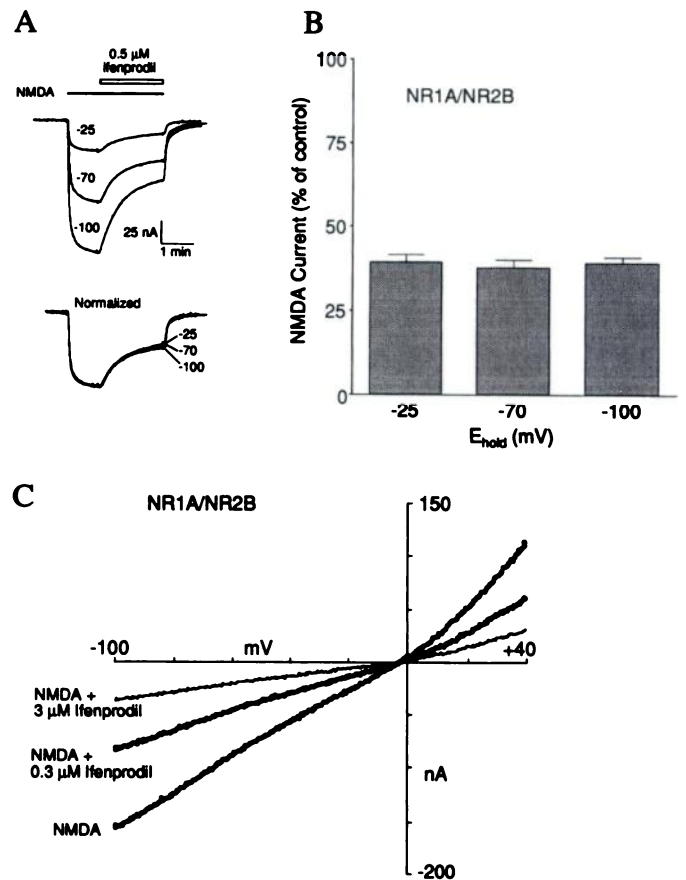 A
0.5 μM
Ifenprodil
NMDA
-25
-70
-100
25 nA
1 min
Normalized
-25
-70
-100
B
NMDA Current (% of control)
100
75
50
25
0
NR1A/NR2B
-25
-70
-100
Ehold (mV)
C
NR1A/NR2B
150
-100
mV
+40
NMDA +
3 μM Ifenprodil
NMDA +
0.3 μM Ifenprodil
NMDA
nA
-200